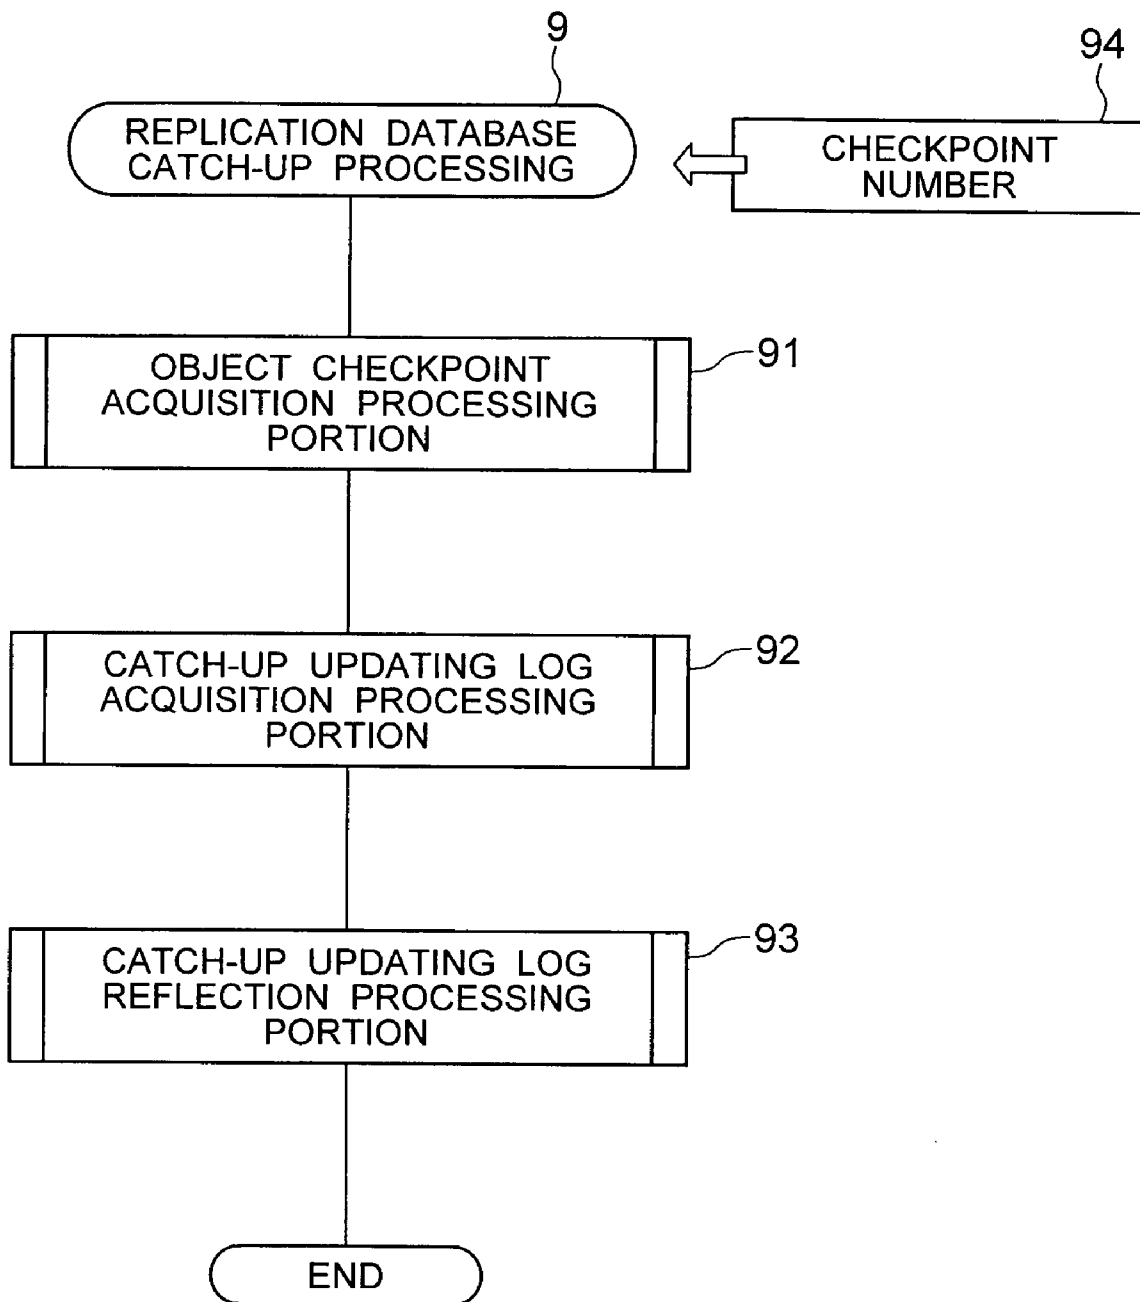 9
94
REPLICATION DATABASE
CATCH-UP PROCESSING
CHECKPOINT
NUMBER
OBJECT CHECKPOINT
ACQUISITION PROCESSING
PORTION
91
CATCH-UP UPDATING LOG
ACQUISITION PROCESSING
PORTION
92
CATCH-UP UPDATING LOG
REFLECTION PROCESSING
PORTION
93
END